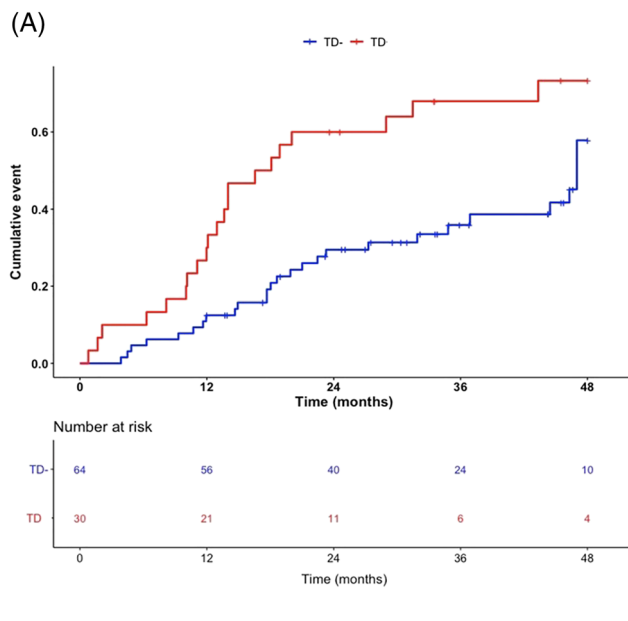 (A)
TD- TD
Cumulative event
0.6
0.4
0.2
0.0
0 12 24 36 48
Time (months)
Number at risk
TD- 64 56 40 24 10
TD 30 21 11 6 4
0 12 24 36 48
Time (months)